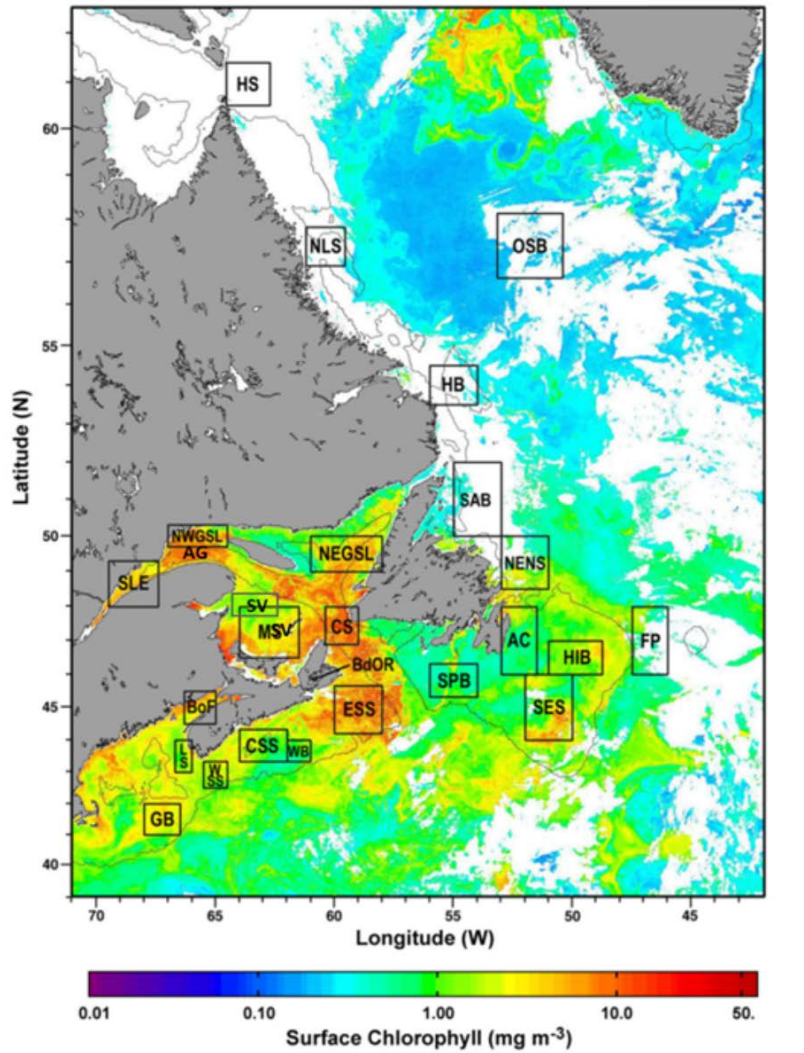 HS
60
NLS
OSB
55
HB
SAB
50
NWGSL
AG
NEGSL
NENS
SLE
SV
MS
SV
CS
AC
FP
HIB
BdOR
SPB
45
BoF
ESS
SES
CSS
WB
L
S
W
SS
GB
40
Latitude (N)
70 65 60 55 50 45
Longitude (W)
0.01 0.10 1.00 10.0 50.
Surface Chlorophyll (mg m-3)